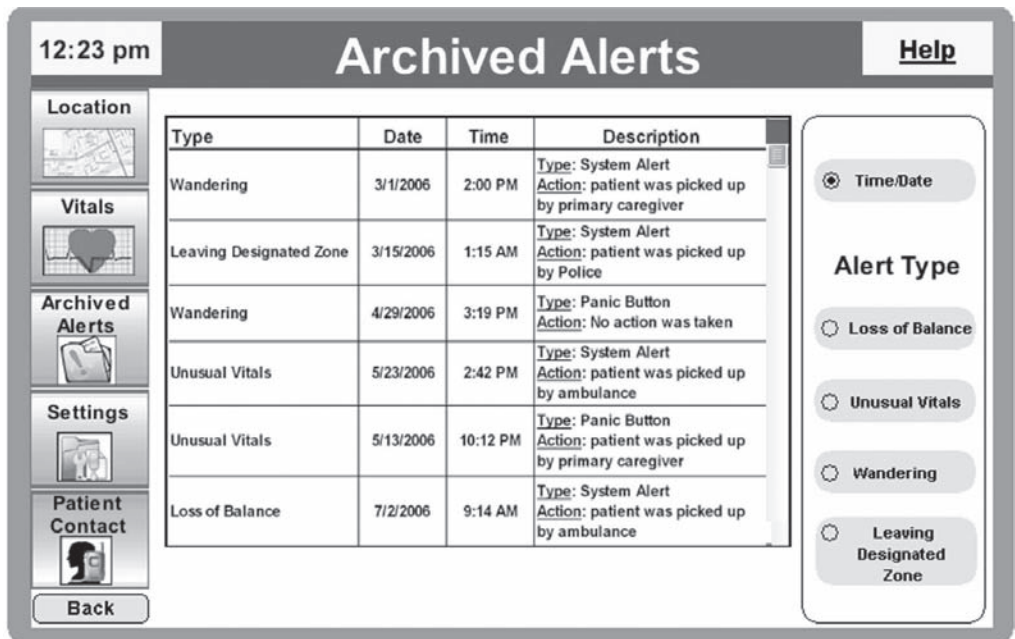 12:23 pm
Archived Alerts
Help
Location
Vitals
Archived
Alerts
Settings
Patient
Contact
Back
Type Date Time Description
Wandering 3/1/2006 2:00 PM Type: System Alert
Action: patient was picked up
by primary caregiver
Leaving Designated Zone 3/15/2006 1:15 AM Type: System Alert
Action: patient was picked up
by Police
Wandering 4/29/2006 3:19 PM Type: Panic Button
Action: No action was taken
Unusual Vitals 5/23/2006 2:42 PM Type: System Alert
Action: patient was picked up
by ambulance
Unusual Vitals 5/13/2006 10:12 PM Type: Panic Button
Action: patient was picked up
by primary caregiver
Loss of Balance 7/2/2006 9:14 AM Type: System Alert
Action: patient was picked up
by ambulance
Time/Date
Alert Type
Loss of Balance
Unusual Vitals
Wandering
Leaving
Designated
Zone